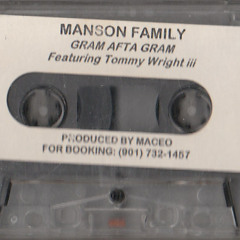 MANSON FAMILY
GRAM AFTA GRAM
Featuring Tommy Wright iii
PRODUCED BY MACEO
FOR BOOKING: (901) 732-1457